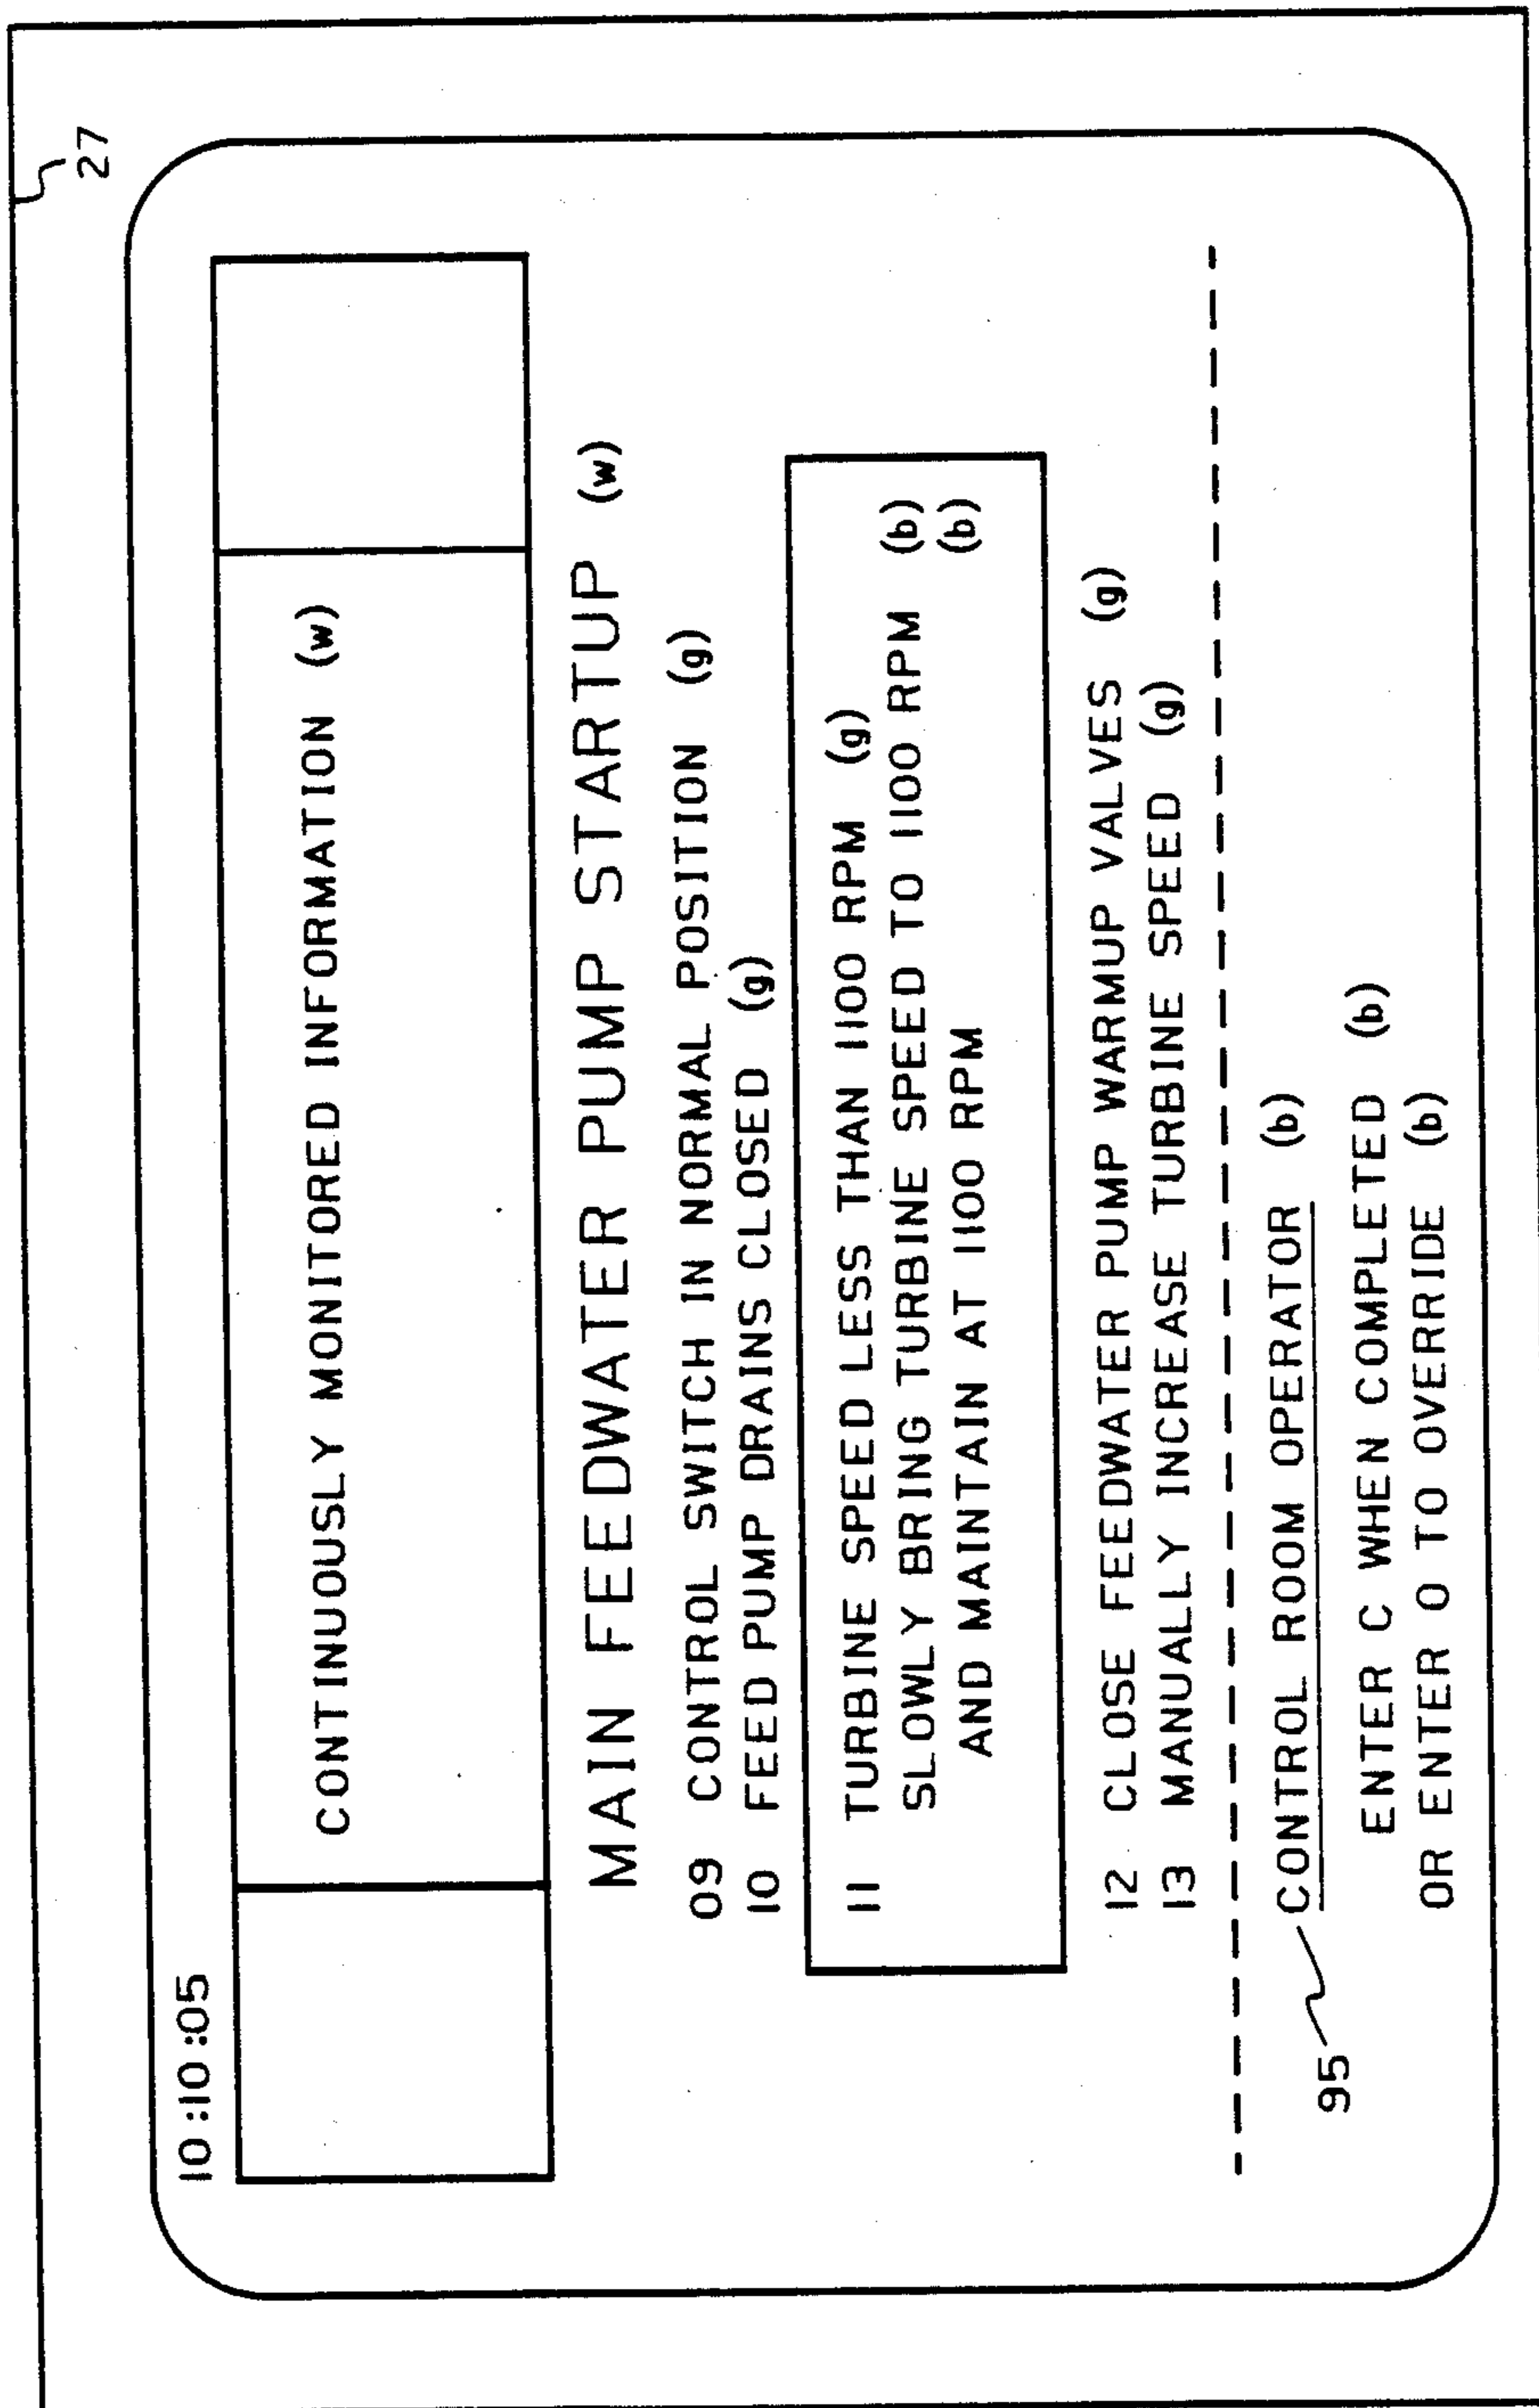 27
10:10:05
CONTINUOUSLY MONITORED INFORMATION (w)
MAIN FEEDWATER PUMP STARTUP (w)
09 CONTROL SWITCH IN NORMAL POSITION (g)
10 FEED PUMP DRAINS CLOSED (g)
11 TURBINE SPEED LESS THAN 1100 RPM (g)
SLOWLY BRING TURBINE SPEED TO 1100 RPM (b)
AND MAINTAIN AT 1100 RPM (b)
12 CLOSE FEEDWATER PUMP WARMUP VALVES (g)
13 MANUALLY INCREASE TURBINE SPEED (g)
95 CONTROL ROOM OPERATOR (b)
ENTER C WHEN COMPLETED (b)
OR ENTER O TO OVERRIDE (b)